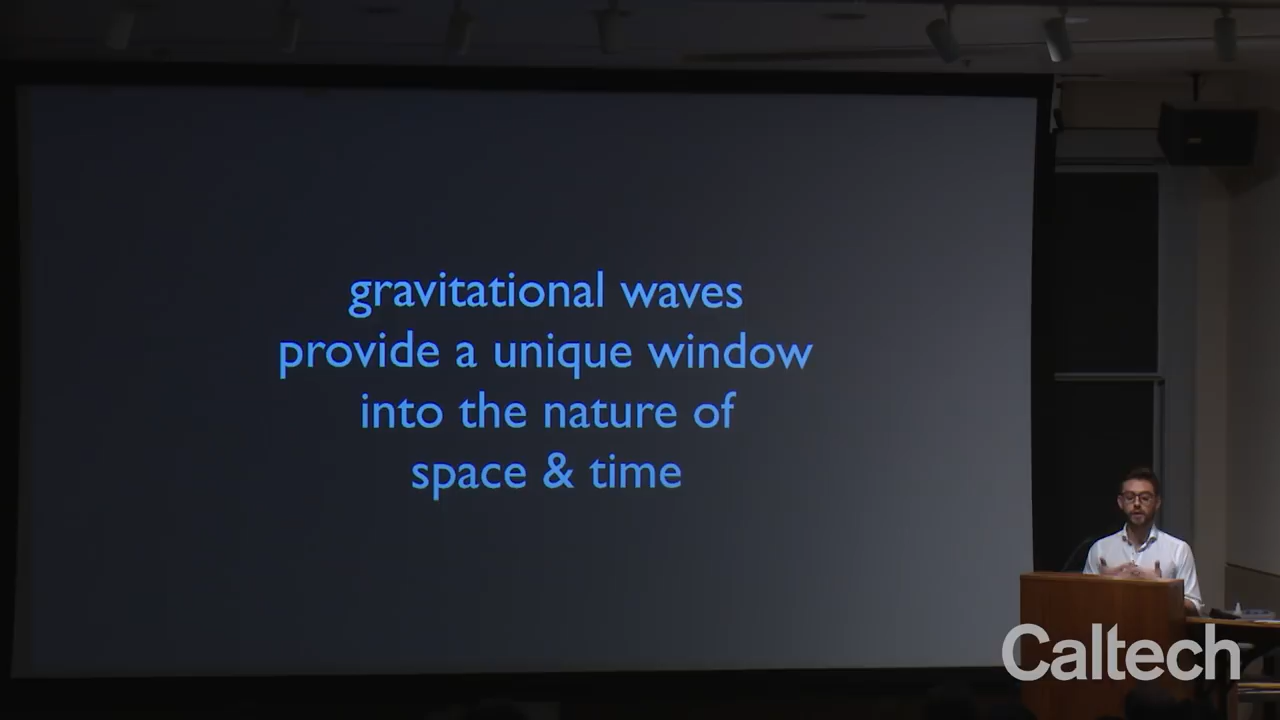 gravitational waves
provide a unique window
into the nature of
space & time
Caltech